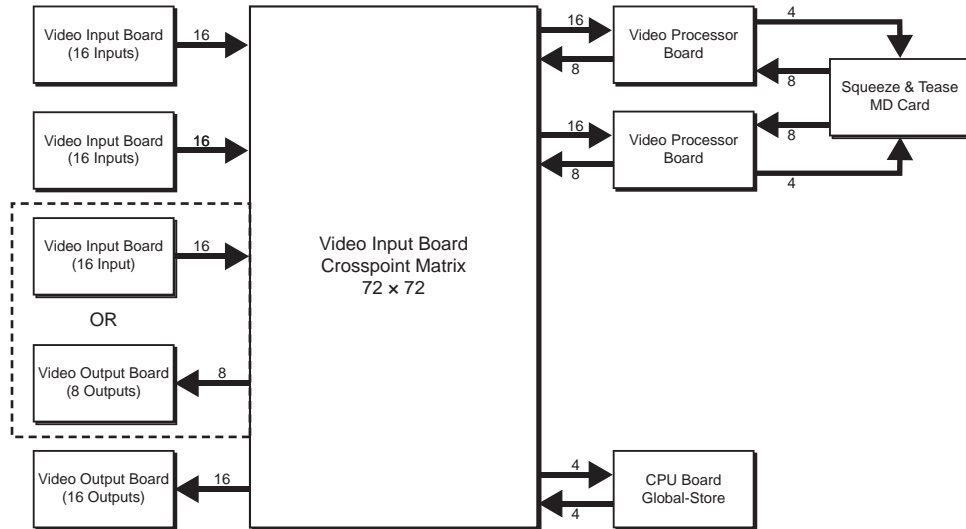 Video Input Board
(16 Inputs)
16
Video Input Board
(16 Inputs)
16
Video Input Board
(16 Input)
16
OR
Video Output Board
(8 Outputs)
8
Video Output Board
(16 Outputs)
16
Video Input Board
Crosspoint Matrix
72 × 72
16
8
Video Processor
Board
4
8
Squeeze & Tease
MD Card
16
8
Video Processor
Board
8
4
4
4
CPU Board
Global-Store